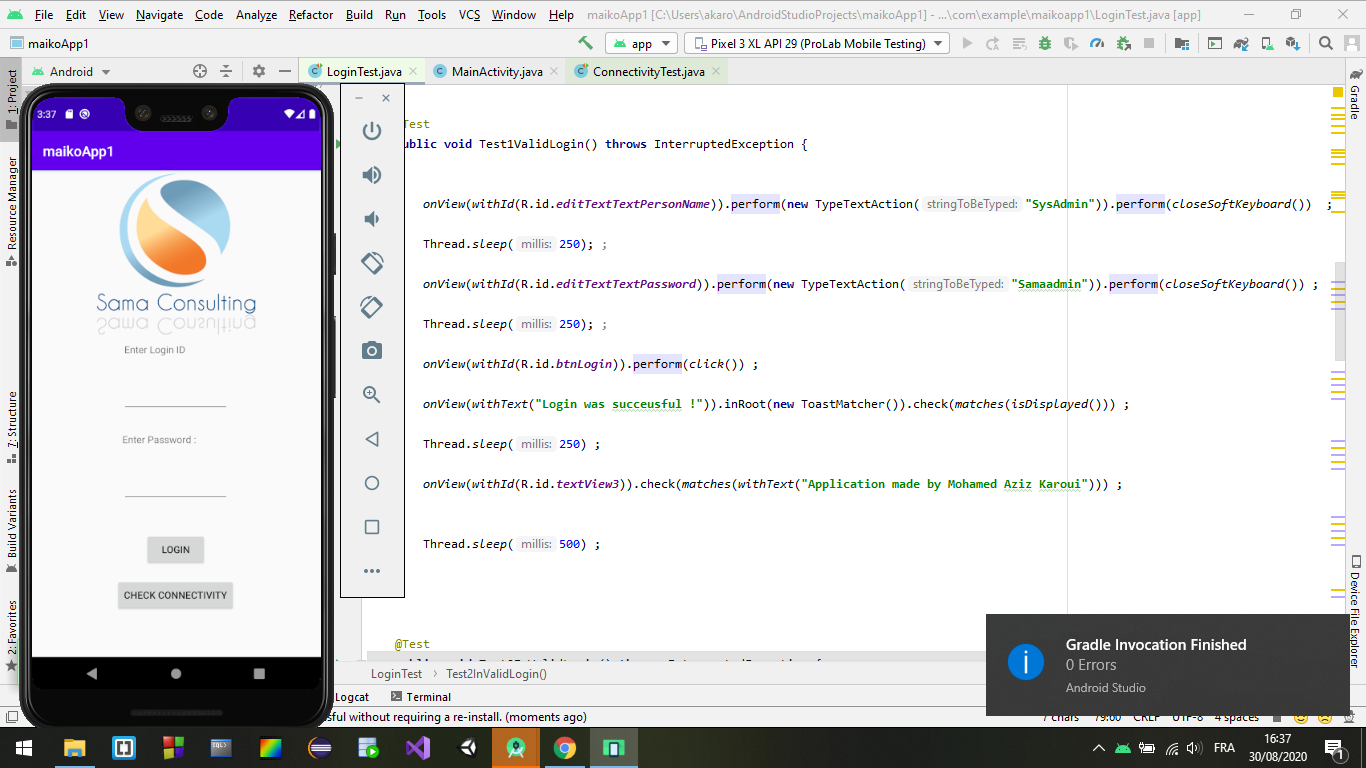 File Edit View Navigate Code Analyze Refactor Build Run Tools VCS Window Help maikoApp1 [C:\Users\akaro\AndroidStudioProjects\maikoApp1] - ...\com\example\maikoapp1\LoginTest.java [app]
maikoApp1
app
Pixel 3 XL API 29 (ProLab Mobile Testing)
Android
LoginTest.java
MainActivity.java
ConnectivityTest.java
1: Project
Resource Manager
7: Structure
Build Variants
2: Favorites
Gradle
Device File Explorer
3:37
maikoApp1
Sama Consulting
Enter Login ID
Enter Password :
LOGIN
CHECK CONNECTIVITY
Test
ublic void Test1ValidLogin() throws InterruptedException {
onView(withId(R.id.editTextTextPersonName)).perform(new TypeTextAction( stringToBeTyped: "SysAdmin")).perform(closeSoftKeyboard()) ;
Thread.sleep( millis: 250); ;
onView(withId(R.id.editTextTextPassword)).perform(new TypeTextAction( stringToBeTyped: "Samaadmin")).perform(closeSoftKeyboard()) ;
Thread.sleep( millis: 250); ;
onView(withId(R.id.btnLogin)).perform(click()) ;
onView(withText("Login was succeusful !")).inRoot(new ToastMatcher()).check(matches(isDisplayed())) ;
Thread.sleep( millis: 250) ;
onView(withId(R.id.textView3)).check(matches(withText("Application made by Mohamed Aziz Karoui"))) ;
Thread.sleep( millis: 500) ;
@Test
LoginTest
Test2InValidLogin()
Logcat
Terminal
sful without requiring a re-install. (moments ago)
7 chars 79:60 CRLF UTF-8 4 spaces
Gradle Invocation Finished
0 Errors
Android Studio
FRA
16:37
30/08/2020
1